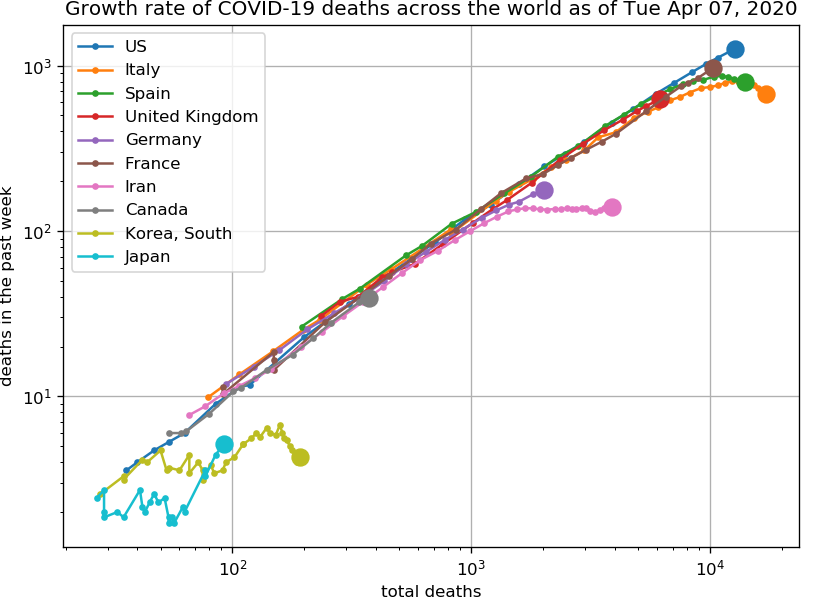 Growth rate of COVID-19 deaths across the world as of Tue Apr 07, 2020
US
Italy
Spain
United Kingdom
Germany
France
Iran
Canada
Korea, South
Japan
deaths in the past week
10³
10²
10¹
10² 10³ 10⁴
total deaths